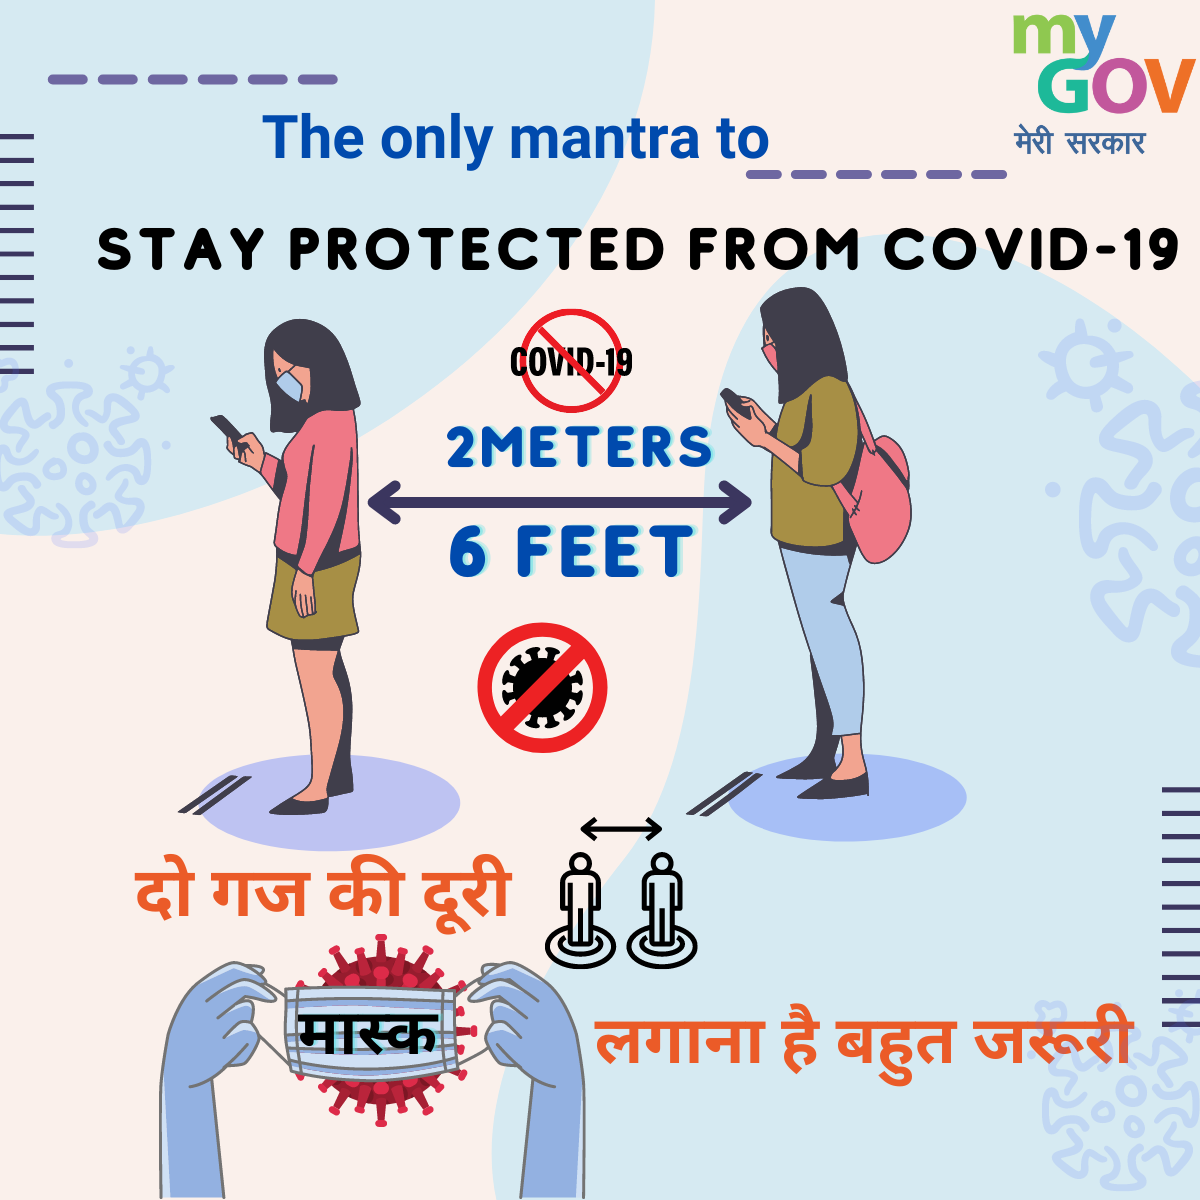 my
GOV
मेरी सरकार
The only mantra to
STAY PROTECTED FROM COVID-19
COVID-19
2METERS
6 FEET
दो गज की दूरी
मास्क
लगाना है बहुत जरूरी